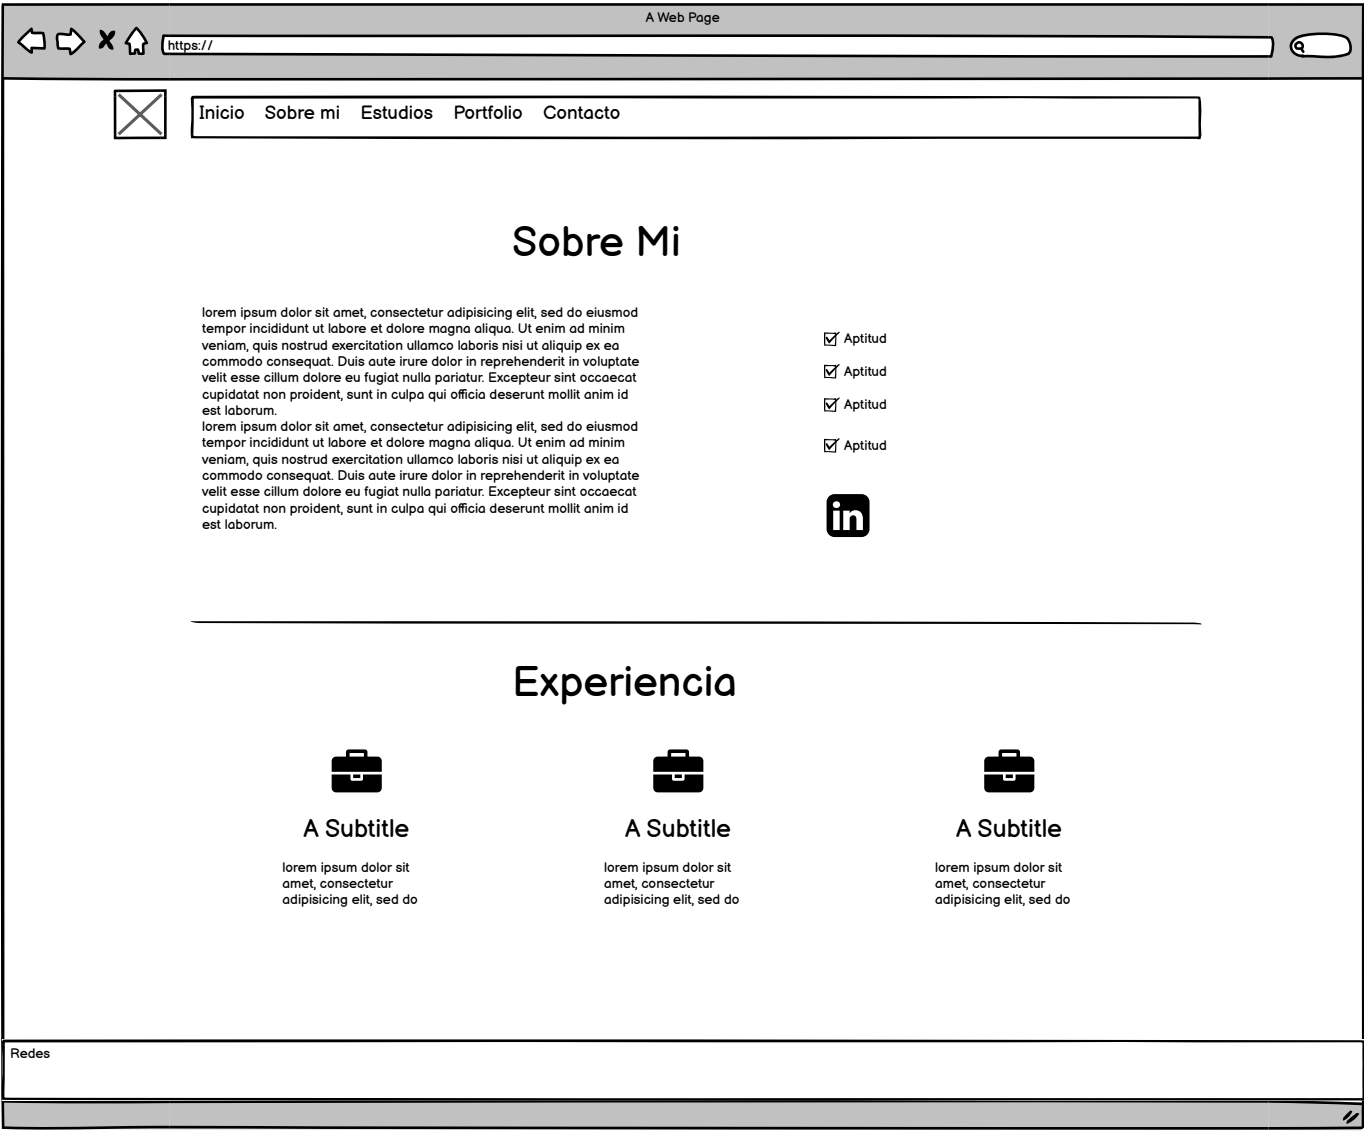 A Web Page
https://
Inicio Sobre mi Estudios Portfolio Contacto
Sobre Mi
lorem ipsum dolor sit amet, consectetur adipisicing elit, sed do eiusmod
tempor incididunt ut labore et dolore magna aliqua. Ut enim ad minim
veniam, quis nostrud exercitation ullamco laboris nisi ut aliquip ex ea
commodo consequat. Duis aute irure dolor in reprehenderit in voluptate
velit esse cillum dolore eu fugiat nulla pariatur. Excepteur sint occaecat
cupidatat non proident, sunt in culpa qui officia deserunt mollit anim id
est laborum.
lorem ipsum dolor sit amet, consectetur adipisicing elit, sed do eiusmod
tempor incididunt ut labore et dolore magna aliqua. Ut enim ad minim
veniam, quis nostrud exercitation ullamco laboris nisi ut aliquip ex ea
commodo consequat. Duis aute irure dolor in reprehenderit in voluptate
velit esse cillum dolore eu fugiat nulla pariatur. Excepteur sint occaecat
cupidatat non proident, sunt in culpa qui officia deserunt mollit anim id
est laborum.
Aptitud
Aptitud
Aptitud
Aptitud
in
Experiencia
A Subtitle
lorem ipsum dolor sit
amet, consectetur
adipisicing elit, sed do
A Subtitle
lorem ipsum dolor sit
amet, consectetur
adipisicing elit, sed do
A Subtitle
lorem ipsum dolor sit
amet, consectetur
adipisicing elit, sed do
Redes